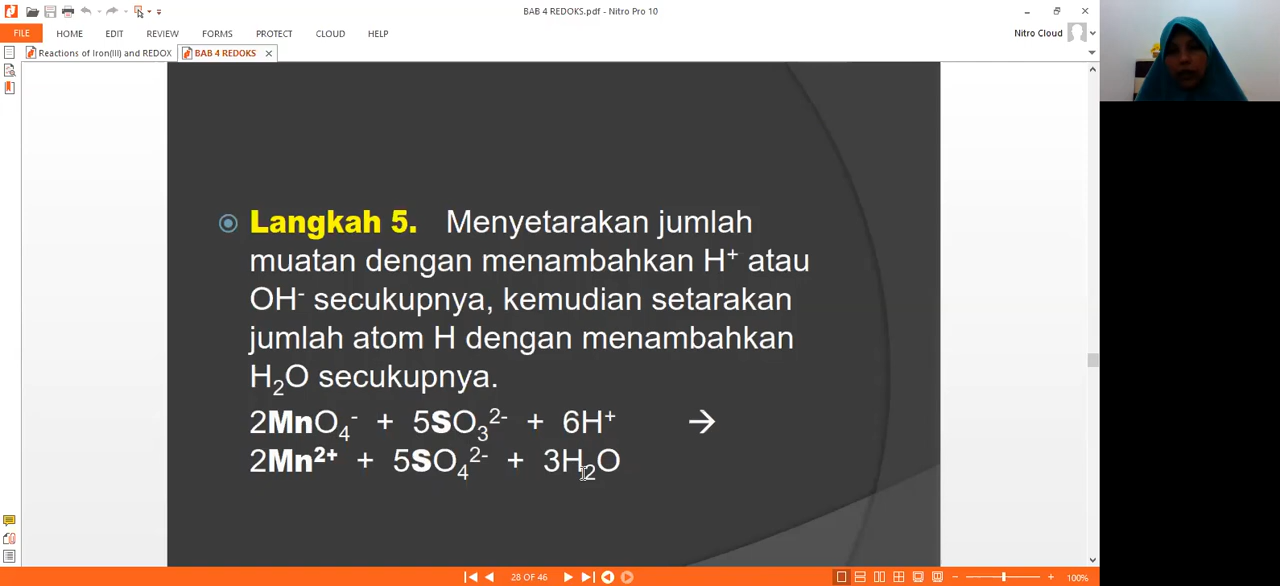 BAB 4 REDOKS.pdf - Nitro Pro 10
FILE HOME EDIT REVIEW FORMS PROTECT CLOUD HELP
Nitro Cloud
Reactions of Iron(III) and REDOX
BAB 4 REDOKS
Langkah 5. Menyetarakan jumlah
muatan dengan menambahkan H⁺ atau
OH⁻ secukupnya, kemudian setarakan
jumlah atom H dengan menambahkan
H₂O secukupnya.
2MnO₄⁻ + 5SO₃²⁻ + 6H⁺ →
2Mn²⁺ + 5SO₄²⁻ + 3H₂O
28 OF 46
100%